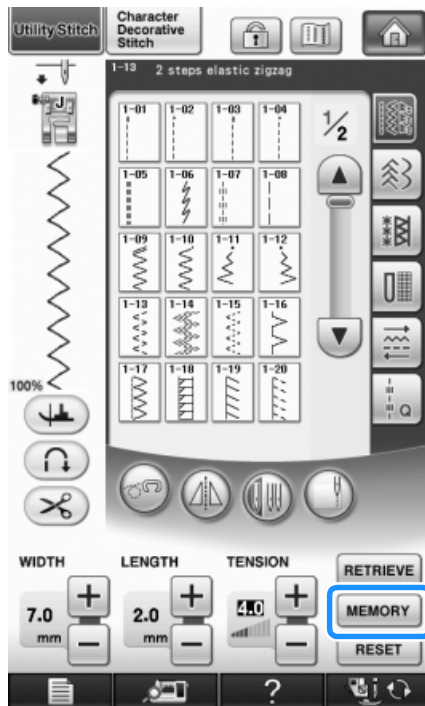 Utility Stitch
Character
Decorative
Stitch
1-13 2 steps elastic zigzag
J
1-01 1-02 1-03 1-04
1/2
1-05 1-06 1-07 1-08
1-09 1-10 1-11 1-12
1-13 1-14 1-15 1-16
1-17 1-18 1-19 1-20
100%
Q
WIDTH LENGTH TENSION
RETRIEVE
7.0 mm + −
2.0 mm + −
4.0 + −
MEMORY
RESET
?